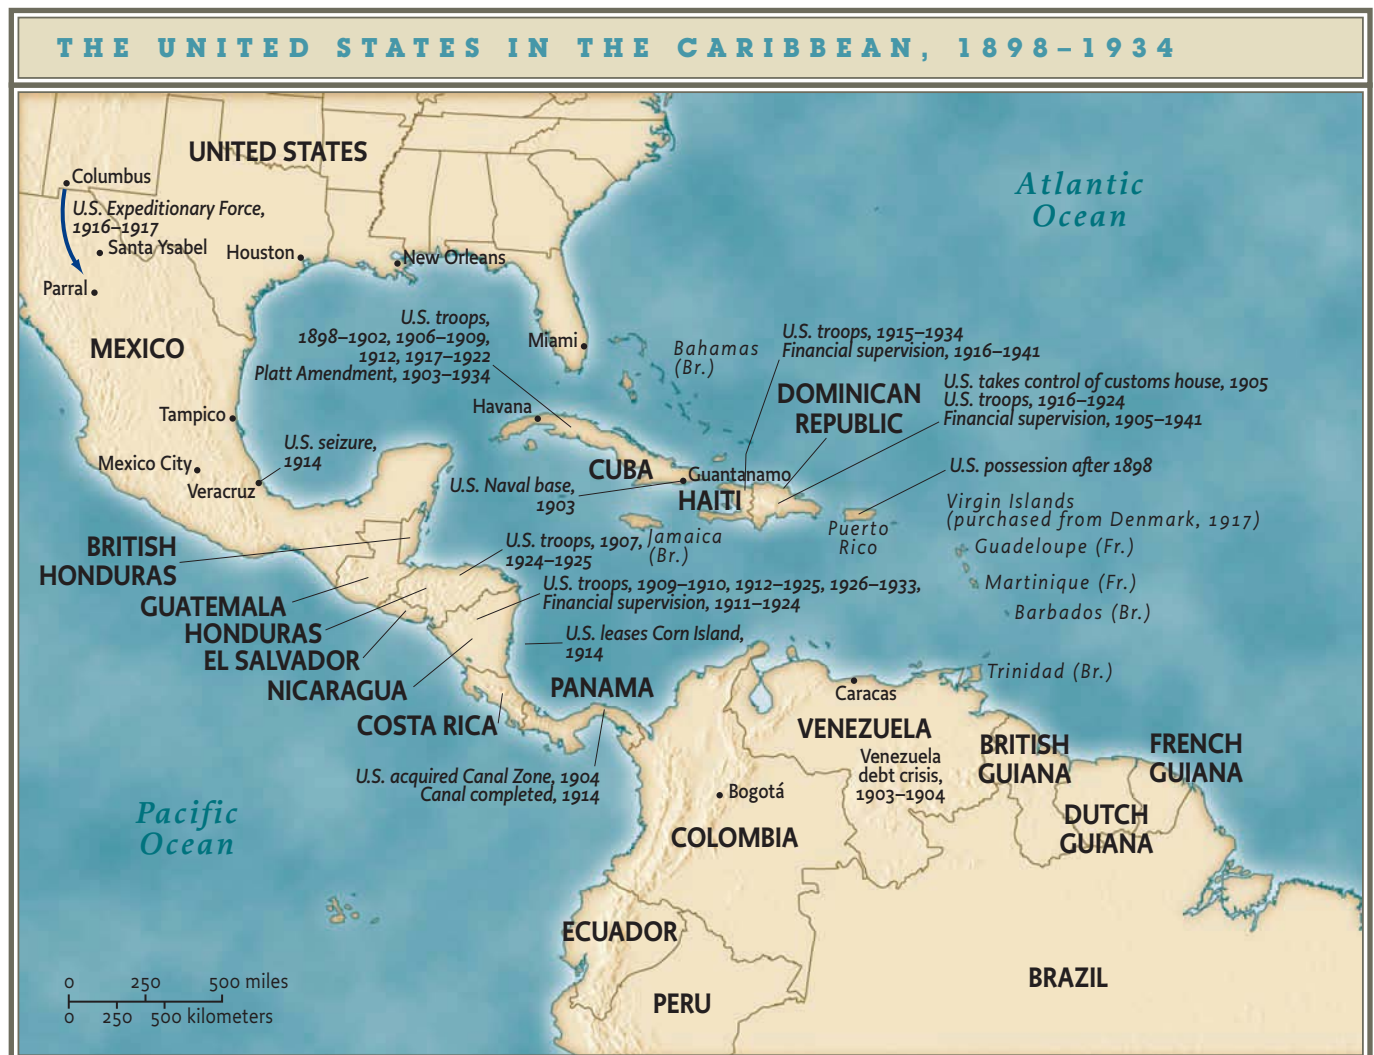 THE UNITED STATES IN THE CARIBBEAN, 1898–1934
UNITED STATES
Atlantic
Ocean
Columbus
U.S. Expeditionary Force,
1916–1917
Santa Ysabel
Houston
New Orleans
Parral
MEXICO
U.S. troops,
1898–1902, 1906–1909,
1912, 1917–1922
Platt Amendment, 1903–1934
Miami
Bahamas
(Br.)
U.S. troops, 1915–1934
Financial supervision, 1916–1941
DOMINICAN
REPUBLIC
U.S. takes control of customs house, 1905
U.S. troops, 1916–1924
Financial supervision, 1905–1941
Tampico
Havana
U.S. seizure,
1914
Mexico City
Veracruz
CUBA
Guantanamo
U.S. Naval base,
1903
HAITI
U.S. possession after 1898
Puerto
Rico
Virgin Islands
(purchased from Denmark, 1917)
Guadeloupe (Fr.)
Martinique (Fr.)
Barbados (Br.)
Jamaica
(Br.)
BRITISH
HONDURAS
U.S. troops, 1907,
1924–1925
GUATEMALA
U.S. troops, 1909–1910, 1912–1925, 1926–1933,
Financial supervision, 1911–1924
HONDURAS
EL SALVADOR
U.S. leases Corn Island,
1914
NICARAGUA
PANAMA
COSTA RICA
Trinidad (Br.)
Caracas
VENEZUELA
Venezuela
debt crisis,
1903–1904
BRITISH
GUIANA
FRENCH
GUIANA
DUTCH
GUIANA
U.S. acquired Canal Zone, 1904
Canal completed, 1914
Bogotá
COLOMBIA
Pacific
Ocean
ECUADOR
PERU
BRAZIL
0 250 500 miles
0 250 500 kilometers